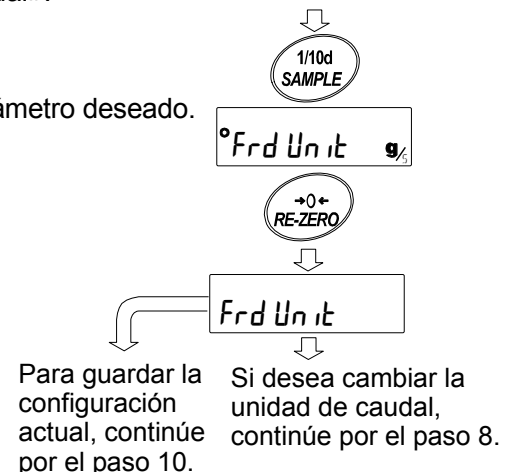 1/10d
SAMPLE
ámetro deseado.
°Frd Unit g/s
→0←
RE-ZERO
Frd Unit
Para guardar la
configuración
actual, continúe
por el paso 10.
Si desea cambiar la
unidad de caudal,
continúe por el paso 8.